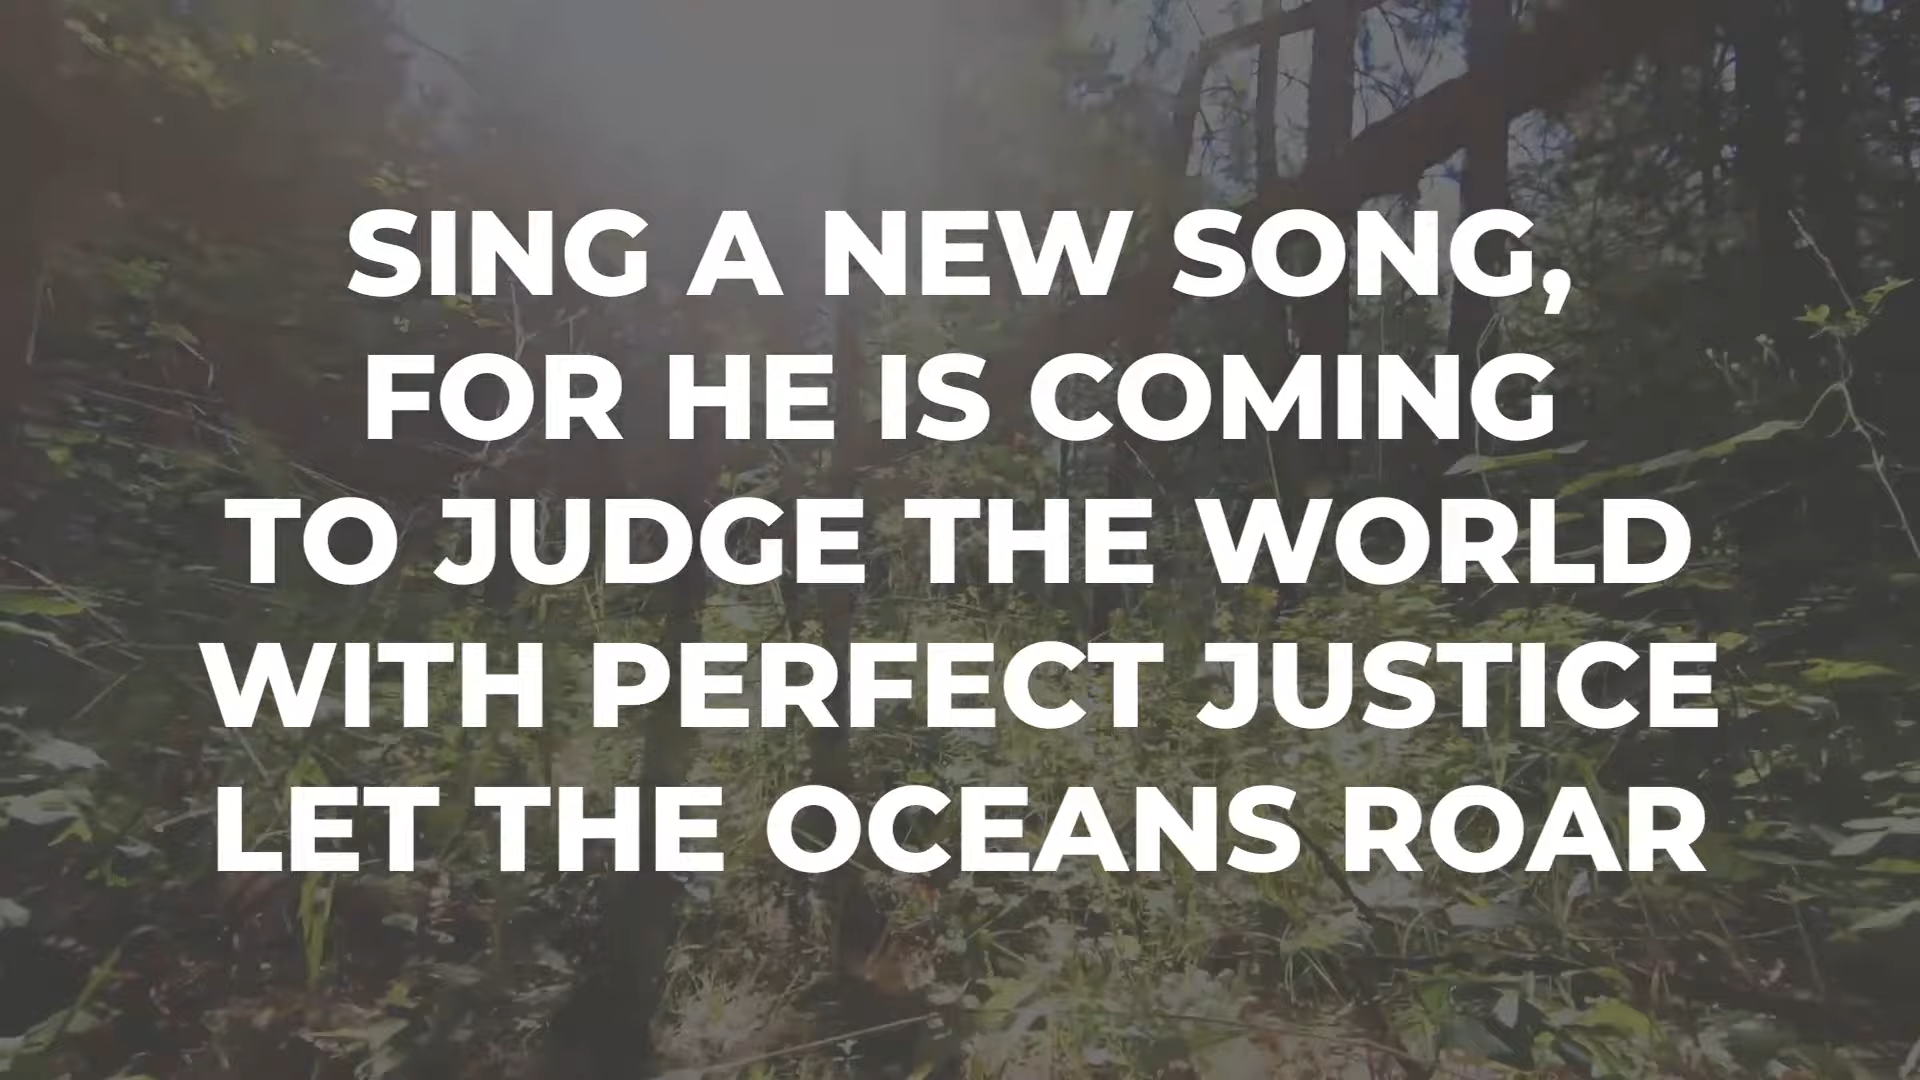 SING A NEW SONG,
FOR HE IS COMING
TO JUDGE THE WORLD
WITH PERFECT JUSTICE
LET THE OCEANS ROAR